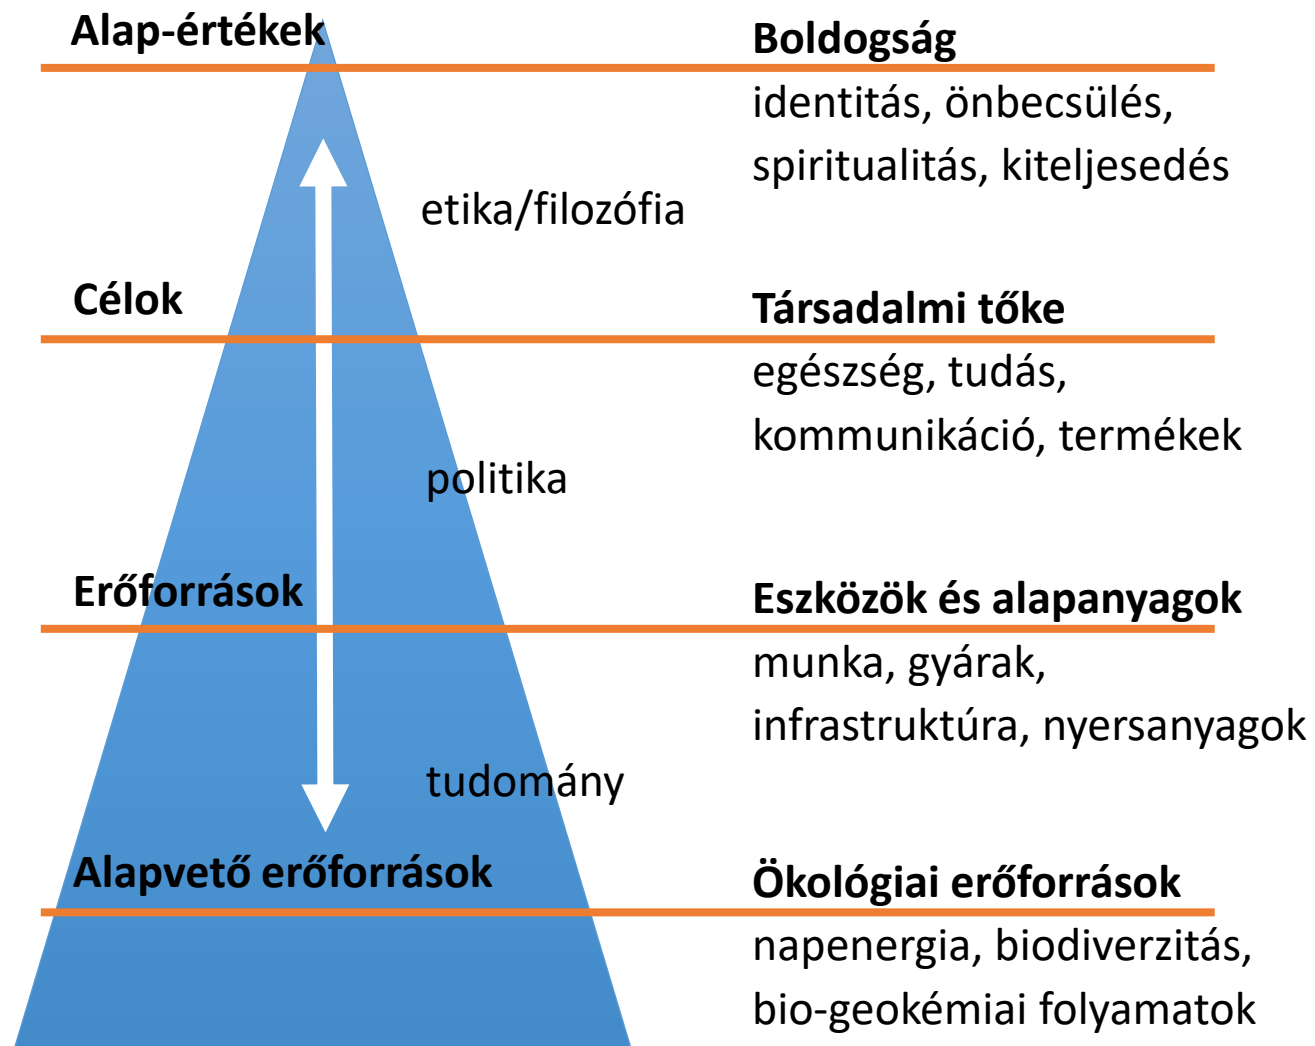 Alap-értékek
Boldogság
identitás, önbecsülés,
spiritualitás, kiteljesedés
etika/filozófia
Célok
Társadalmi tőke
egészség, tudás,
kommunikáció, termékek
politika
Erőforrások
Eszközök és alapanyagok
munka, gyárak,
infrastruktúra, nyersanyagok
tudomány
Alapvető erőforrások
Ökológiai erőforrások
napenergia, biodiverzitás,
bio-geokémiai folyamatok